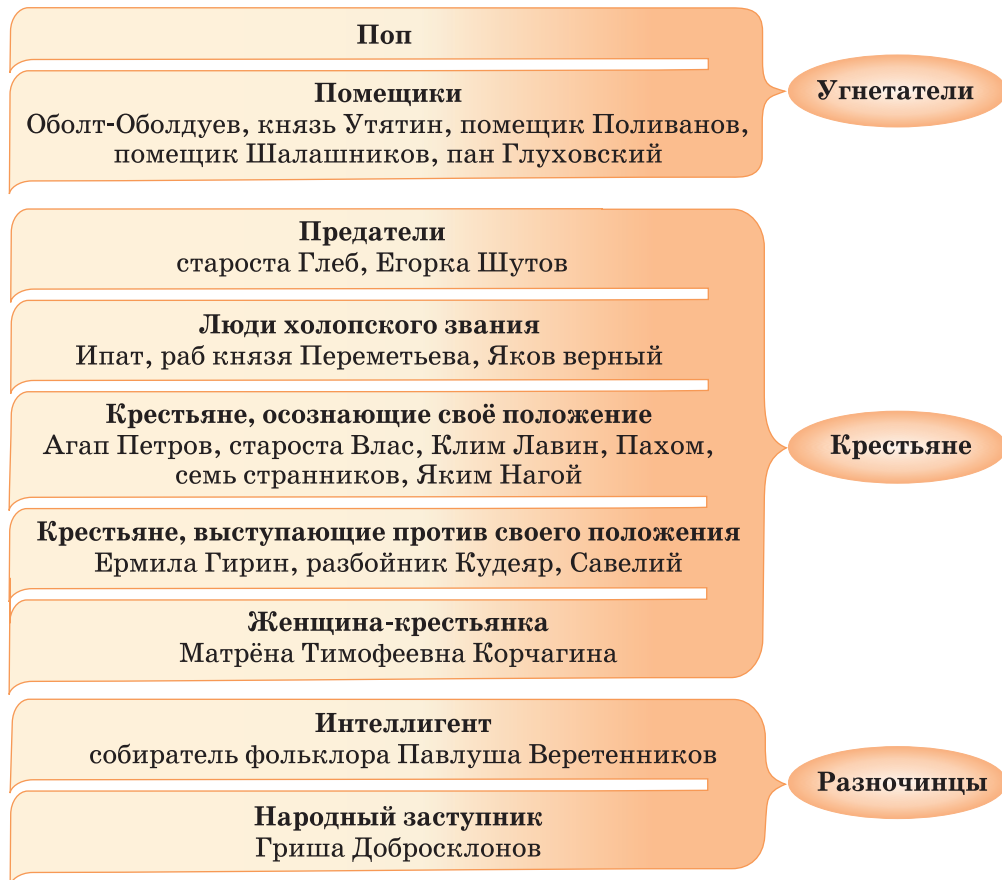 Поп
Помещики
Оболт-Оболдуев, князь Утятин, помещик Поливанов,
помещик Шалашников, пан Глуховский
Угнетатели
Предатели
староста Глеб, Егорка Шутов
Люди холопского звания
Ипат, раб князя Переметьева, Яков верный
Крестьяне, осознающие своё положение
Агап Петров, староста Влас, Клим Лавин, Пахом,
семь странников, Яким Нагой
Крестьяне, выступающие против своего положения
Ермила Гирин, разбойник Кудеяр, Савелий
Женщина-крестьянка
Матрёна Тимофеевна Корчагина
Крестьяне
Интеллигент
собиратель фольклора Павлуша Веретенников
Народный заступник
Гриша Добросклонов
Разночинцы